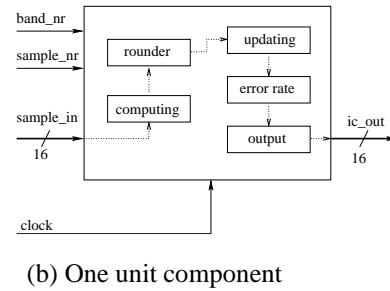 band_nr
sample_nr
sample_in
16
clock
rounder
computing
updating
error rate
output
ic_out
16
(b) One unit component